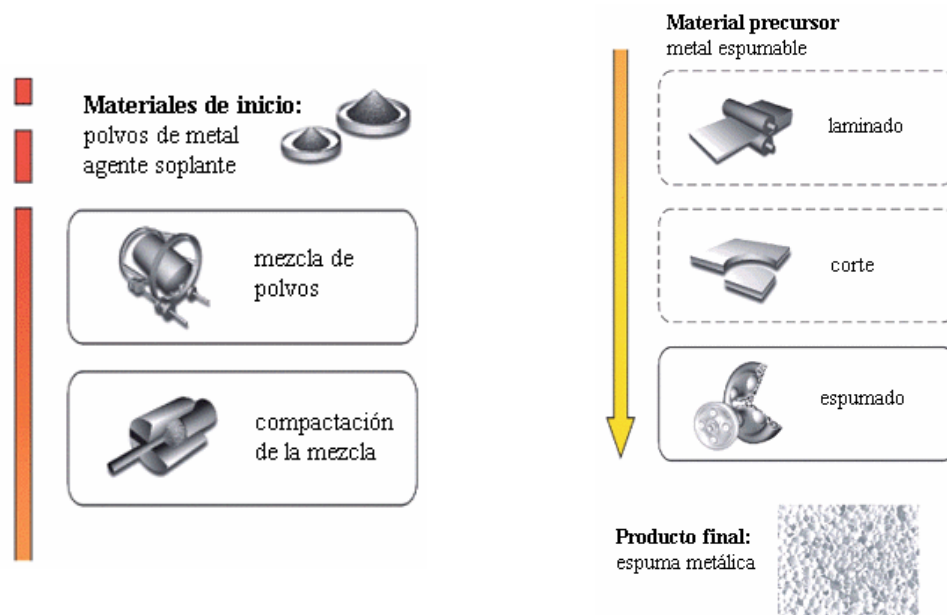 Materiales de inicio:
polvos de metal
agente soplante
mezcla de
polvos
compactación
de la mezcla
Material precursor
metal espumable
laminado
corte
espumado
Producto final:
espuma metálica